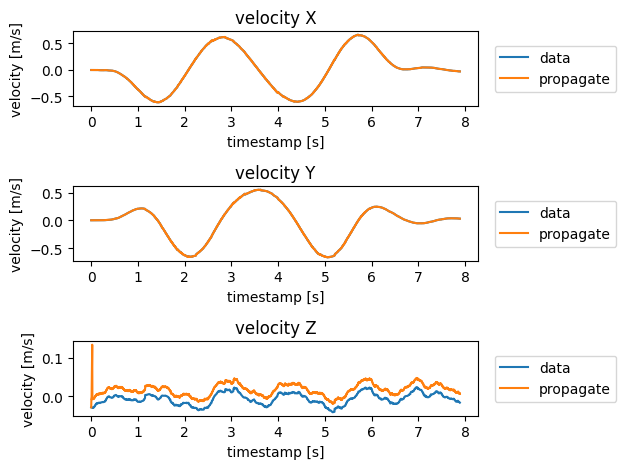 velocity X
velocity [m/s]
0.5
0.0
−0.5
0 1 2 3 4 5 6 7 8
timestamp [s]
data
propagate
velocity Y
velocity [m/s]
0.5
0.0
−0.5
0 1 2 3 4 5 6 7 8
timestamp [s]
data
propagate
velocity Z
velocity [m/s]
0.1
0.0
0 1 2 3 4 5 6 7 8
timestamp [s]
data
propagate